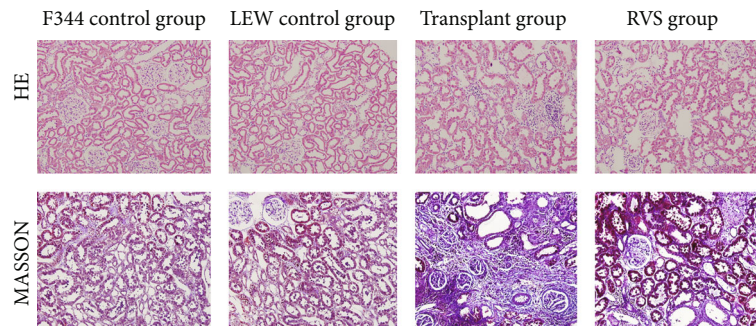 F344 control group LEW control group Transplant group RVS group
HE
MASSON